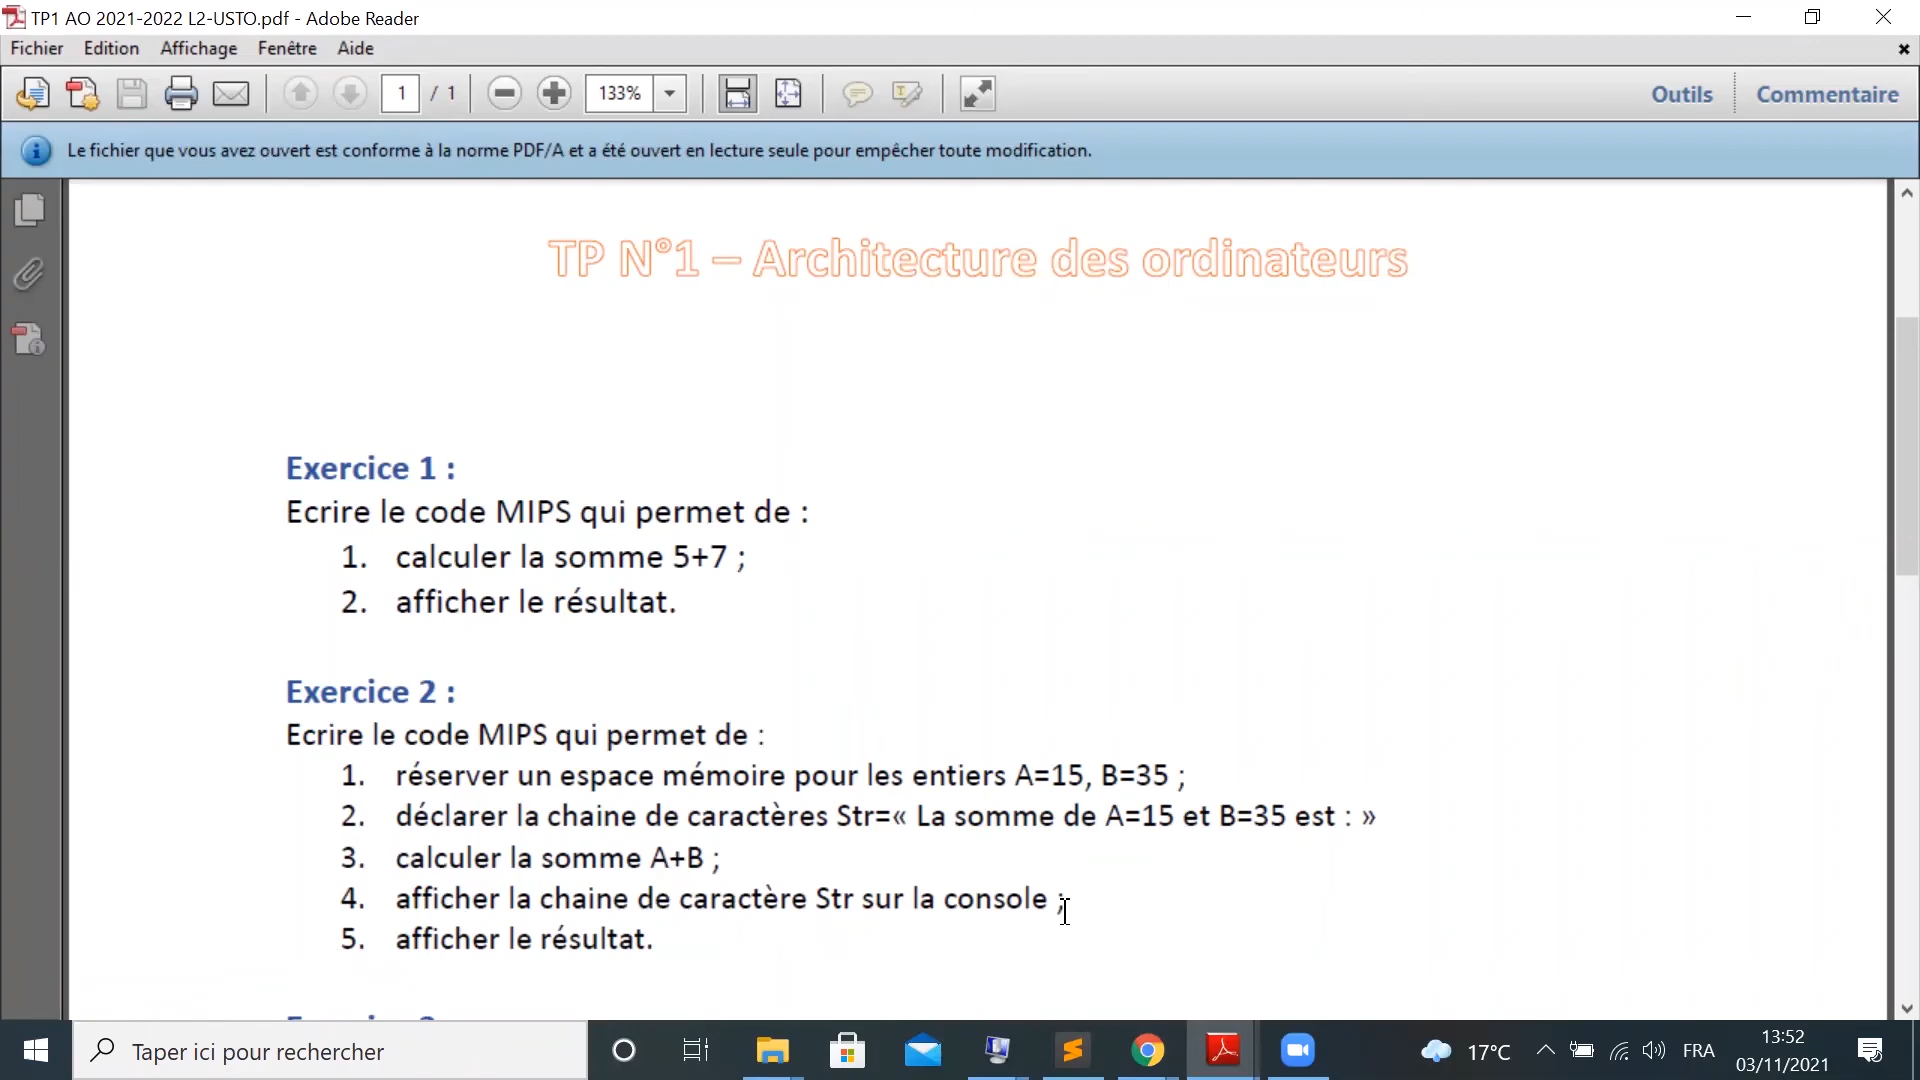 TP1 AO 2021-2022 L2-USTO.pdf - Adobe Reader
Fichier Edition Affichage Fenêtre Aide
1 / 1 133% Outils Commentaire
Le fichier que vous avez ouvert est conforme à la norme PDF/A et a été ouvert en lecture seule pour empêcher toute modification.
TP N°1 – Architecture des ordinateurs
Exercice 1 :
Ecrire le code MIPS qui permet de :
1. calculer la somme 5+7 ;
2. afficher le résultat.
Exercice 2 :
Ecrire le code MIPS qui permet de :
1. réserver un espace mémoire pour les entiers A=15, B=35 ;
2. déclarer la chaine de caractères Str=« La somme de A=15 et B=35 est : »
3. calculer la somme A+B ;
4. afficher la chaine de caractère Str sur la console ;
5. afficher le résultat.
Taper ici pour rechercher
17°C FRA 13:52
03/11/2021